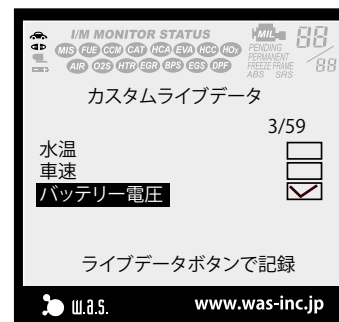 I/M MONITOR STATUS
MIL 88
MIS FUE CCM CAT HCA EVA HCC HO2
AIR O2S HTR EGR BPS EGS DPF
PENDING
PERMANENT
FREEZE FRAME
ABS SRS
88
カスタムライブデータ
3/59
水温
車速
バッテリー電圧
ライブデータボタンで記録
w.a.s. www.was-inc.jp